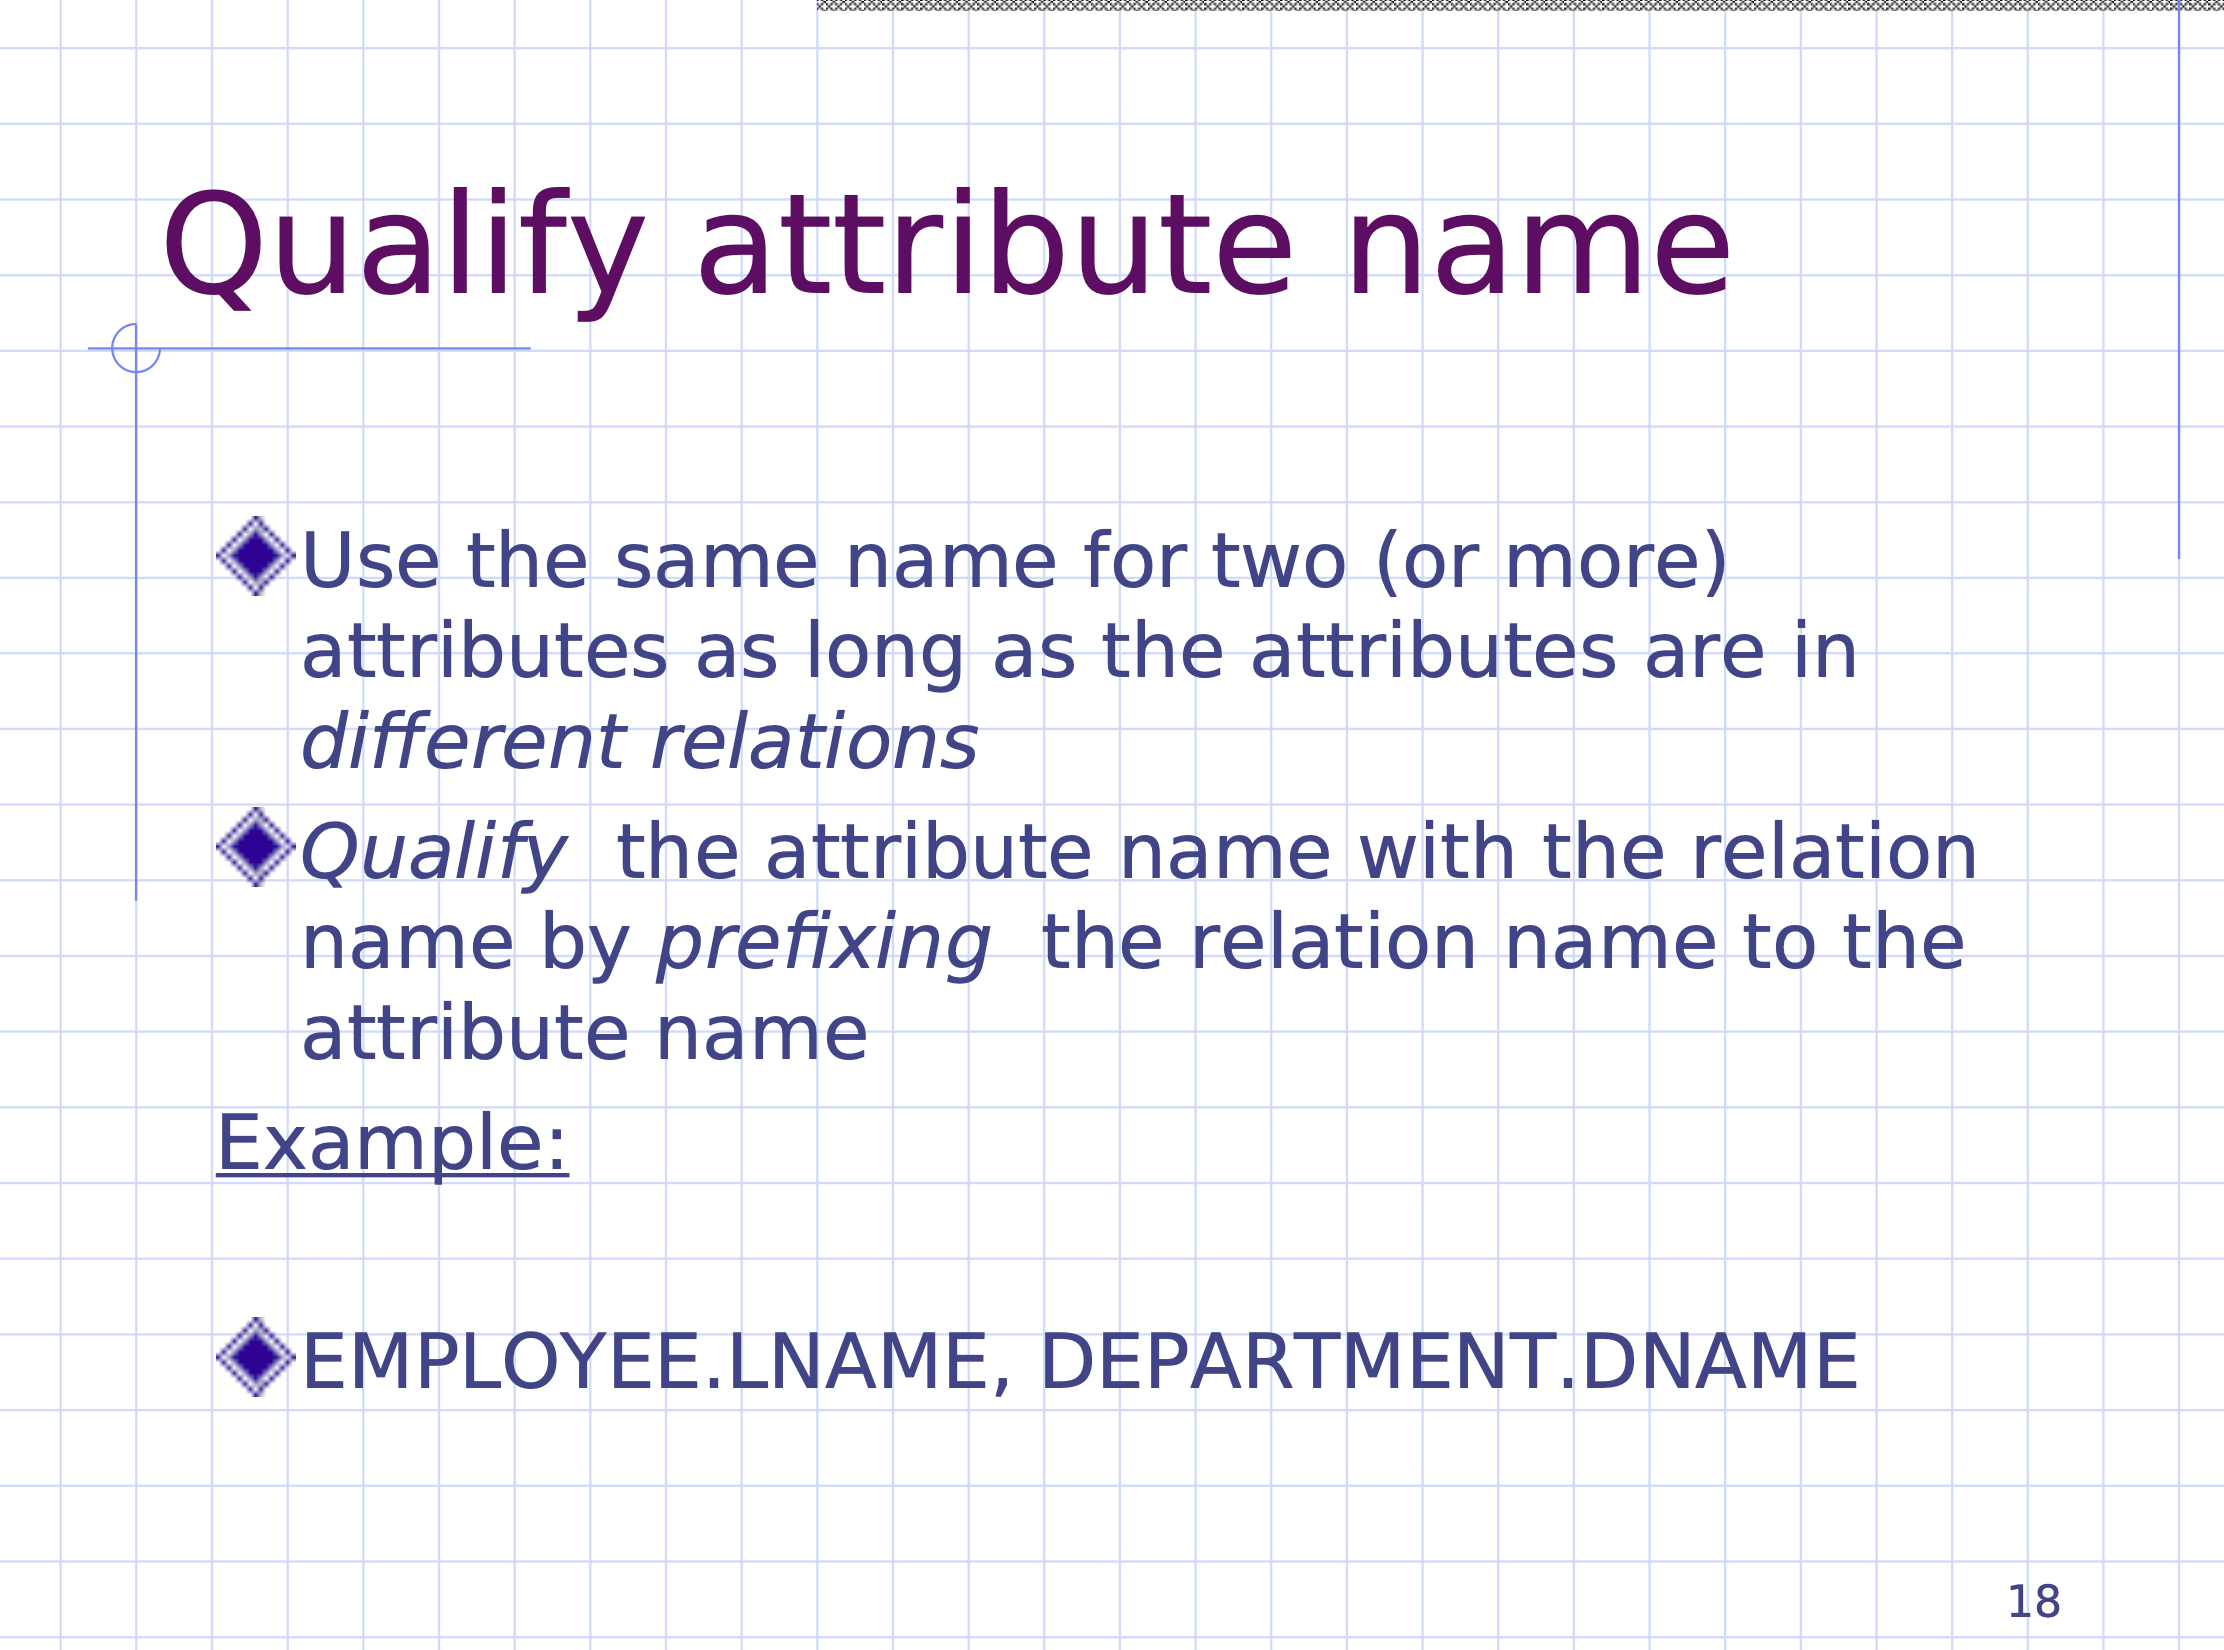 Qualify attribute name
Use the same name for two (or more)
attributes as long as the attributes are in
different relations
Qualify the attribute name with the relation
name by prefixing the relation name to the
attribute name
Example:
EMPLOYEE.LNAME, DEPARTMENT.DNAME
18